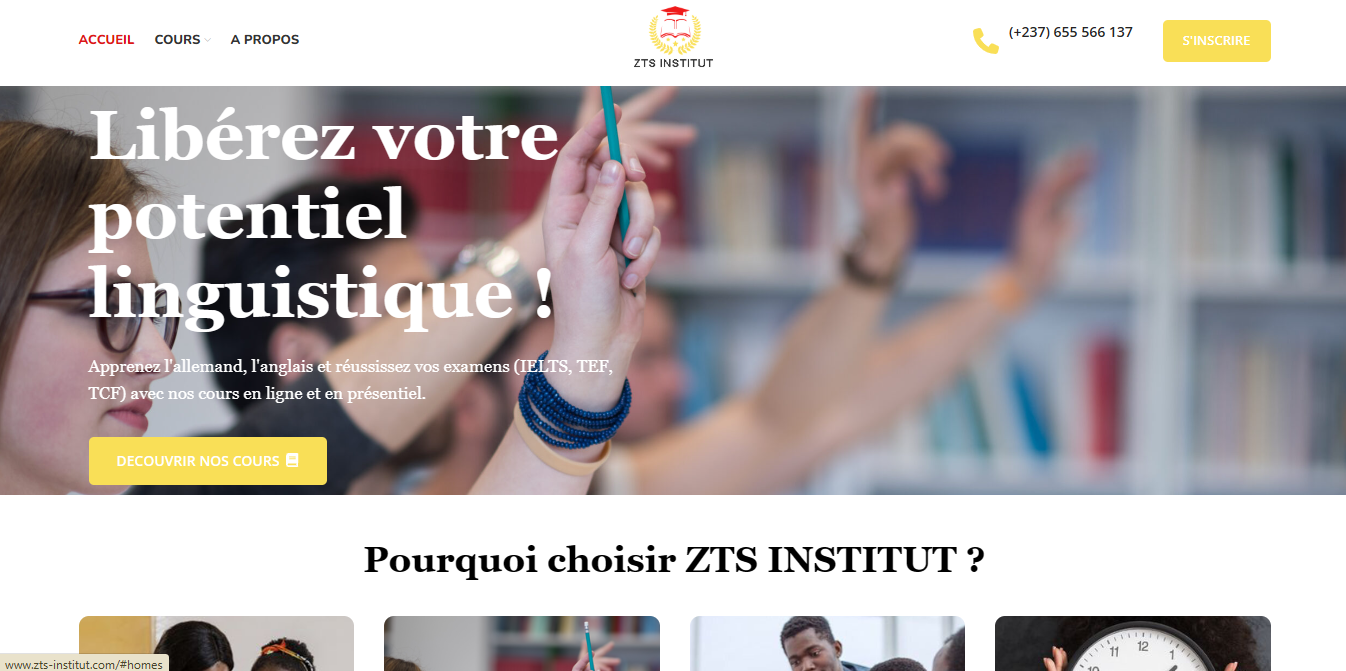 ACCUEIL COURS A PROPOS
ZTS INSTITUT
(+237) 655 566 137
S'INSCRIRE
Libérez votre
potentiel
linguistique !
Apprenez l'allemand, l'anglais et réussissez vos examens (IELTS, TEF,
TCF) avec nos cours en ligne et en présentiel.
DECOUVRIR NOS COURS
Pourquoi choisir ZTS INSTITUT ?
11 12 1
10
www.zts-institut.com/#homes